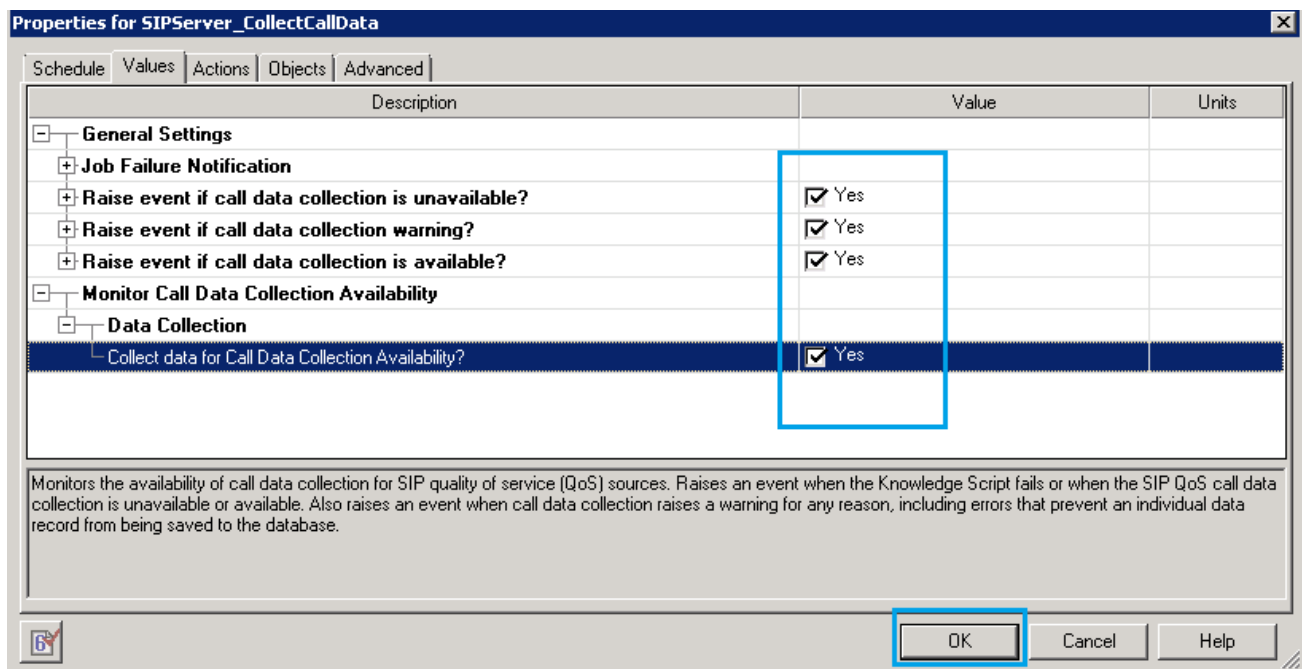 Properties for SIPServer_CollectCallData
Schedule Values Actions Objects Advanced
Description Value Units
General Settings
Job Failure Notification
Raise event if call data collection is unavailable? Yes
Raise event if call data collection warning? Yes
Raise event if call data collection is available? Yes
Monitor Call Data Collection Availability
Data Collection
Collect data for Call Data Collection Availability? Yes
Monitors the availability of call data collection for SIP quality of service (QoS) sources. Raises an event when the Knowledge Script fails or when the SIP QoS call data
collection is unavailable or available. Also raises an event when call data collection raises a warning for any reason, including errors that prevent an individual data
record from being saved to the database.
OK Cancel Help